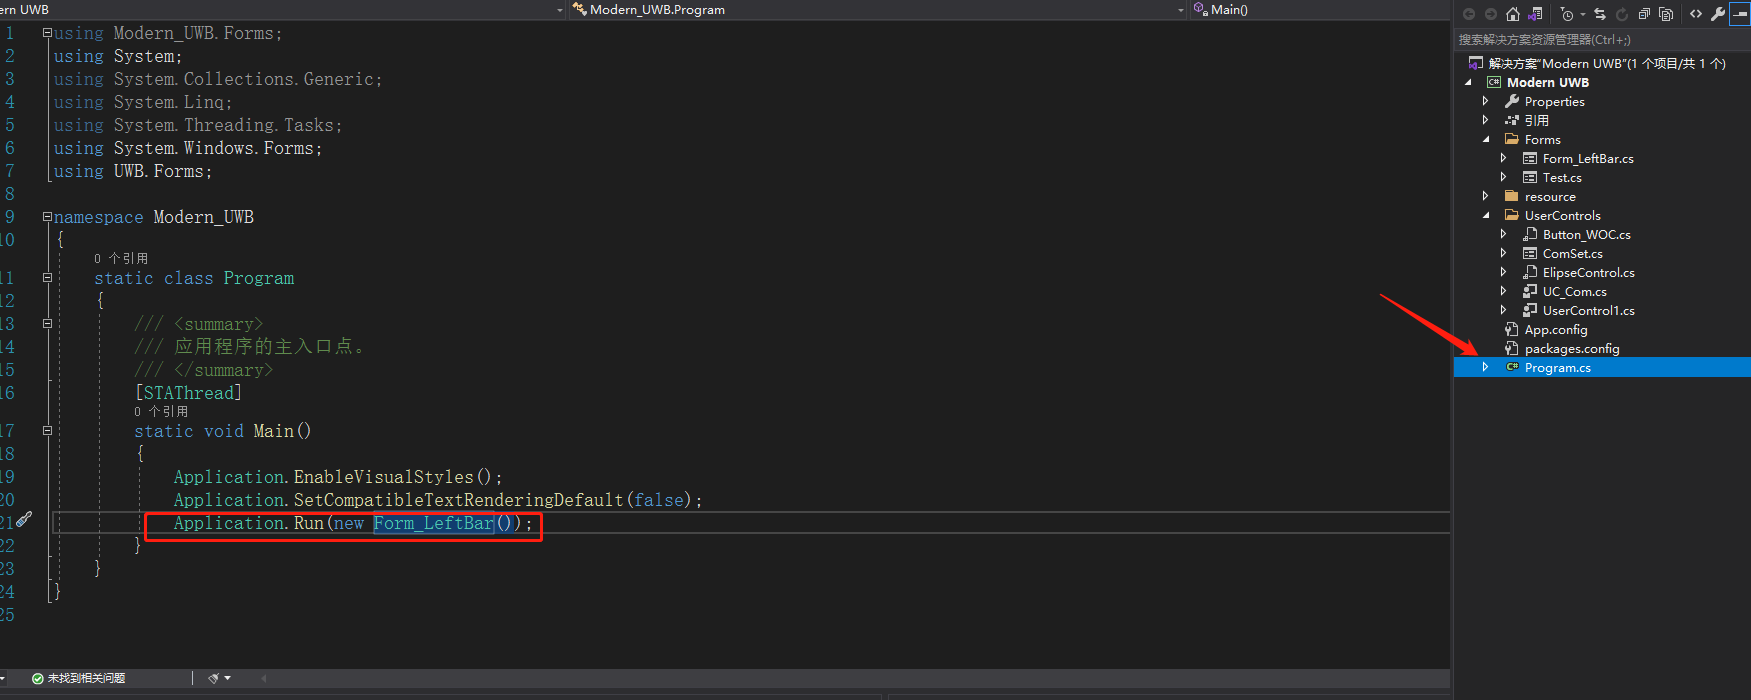 ern UWB
Modern_UWB.Program
Main()
1 using Modern_UWB.Forms;
2 using System;
3 using System.Collections.Generic;
4 using System.Linq;
5 using System.Threading.Tasks;
6 using System.Windows.Forms;
7 using UWB.Forms;
8
9 namespace Modern_UWB
10 {
0 个引用
11 static class Program
12 {
13 /// <summary>
14 /// 应用程序的主入口点。
15 /// </summary>
16 [STAThread]
0 个引用
17 static void Main()
18 {
19 Application.EnableVisualStyles();
20 Application.SetCompatibleTextRenderingDefault(false);
21 Application.Run(new Form_LeftBar());
22 }
23 }
24 }
25
未找到相关问题
搜索解决方案资源管理器(Ctrl+;)
解决方案"Modern UWB"(1 个项目/共 1 个)
C# Modern UWB
Properties
引用
Forms
Form_LeftBar.cs
Test.cs
resource
UserControls
Button_WOC.cs
ComSet.cs
ElipseControl.cs
UC_Com.cs
UserControl1.cs
App.config
packages.config
C# Program.cs